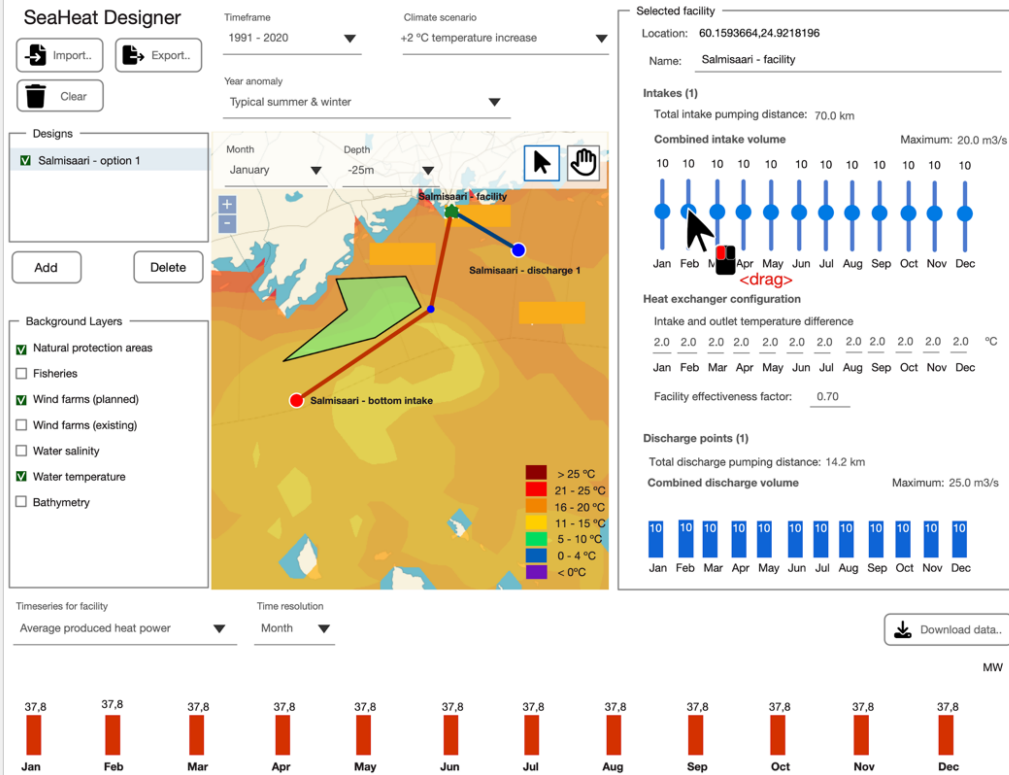 SeaHeat Designer
Import..
Export..
Clear
Timeframe
1991 - 2020
Climate scenario
+2 ºC temperature increase
Year anomaly
Typical summer & winter
Designs
Salmisaari - option 1
Add
Delete
Background Layers
Natural protection areas
Fisheries
Wind farms (planned)
Wind farms (existing)
Water salinity
Water temperature
Bathymetry
Month
January
Depth
-25m
+
-
Salmisaari - facility
Salmisaari - discharge 1
Salmisaari - bottom intake
> 25 ºC
21 - 25 ºC
16 - 20 ºC
11 - 15 ºC
5 - 10 ºC
0 - 4 ºC
< 0ºC
Selected facility
Location: 60.1593664,24.9218196
Name: Salmisaari - facility
Intakes (1)
Total intake pumping distance: 70.0 km
Combined intake volume Maximum: 20.0 m3/s
10 10 10 10 10 10 10 10 10 10 10 10
Jan Feb M Apr May Jun Jul Aug Sep Oct Nov Dec
<drag>
Heat exchanger configuration
Intake and outlet temperature difference
2.0 2.0 2.0 2.0 2.0 2.0 2.0 2.0 2.0 2.0 2.0 2.0 ºC
Jan Feb Mar Apr May Jun Jul Aug Sep Oct Nov Dec
Facility effectiveness factor: 0.70
Discharge points (1)
Total discharge pumping distance: 14.2 km
Combined discharge volume Maximum: 25.0 m3/s
10 10 10 10 10 10 10 10 10 10 10 10
Jan Feb Mar Apr May Jun Jul Aug Sep Oct Nov Dec
Timeseries for facility
Average produced heat power
Time resolution
Month
Download data..
MW
37,8 37,8 37,8 37,8 37,8 37,8 37,8 37,8 37,8 37,8 37,8 37,8
Jan Feb Mar Apr May Jun Jul Aug Sep Oct Nov Dec